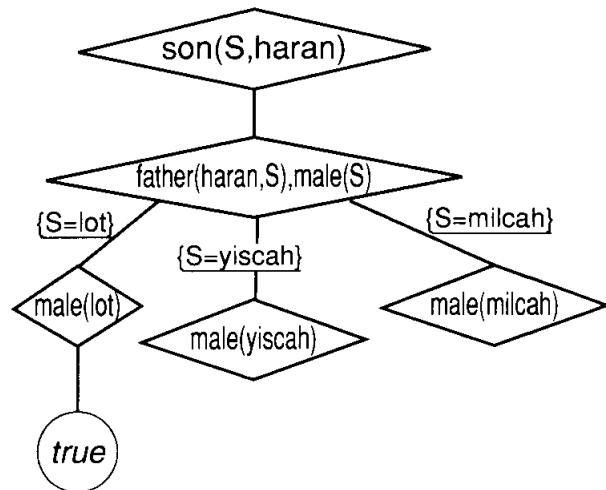 son(S,haran)
father(haran,S),male(S)
{S=lot}
{S=yiscah}
{S=milcah}
male(lot)
male(yiscah)
male(milcah)
true